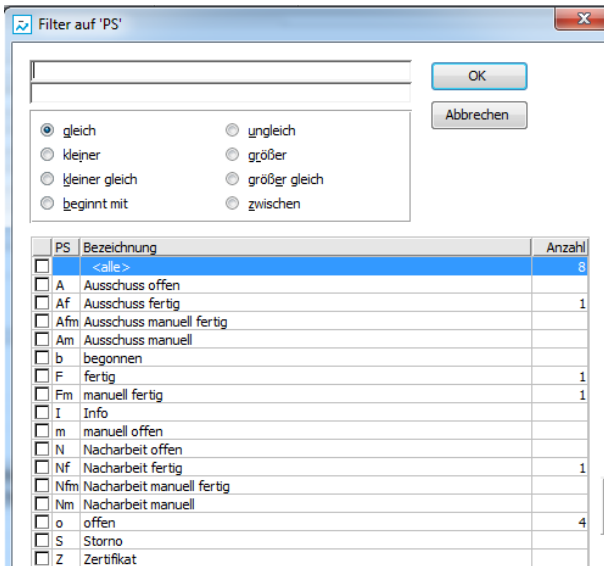 Filter auf 'PS'
OK
Abbrechen
gleich
ungleich
kleiner
größer
kleiner gleich
größer gleich
beginnt mit
zwischen
PS Bezeichnung Anzahl
<alle> 8
A Ausschuss offen
Af Ausschuss fertig 1
Afm Ausschuss manuell fertig
Am Ausschuss manuell
b begonnen
F fertig 1
Fm manuell fertig 1
I Info
m manuell offen
N Nacharbeit offen
Nf Nacharbeit fertig 1
Nfm Nacharbeit manuell fertig
Nm Nacharbeit manuell
o offen 4
S Storno
Z Zertifikat